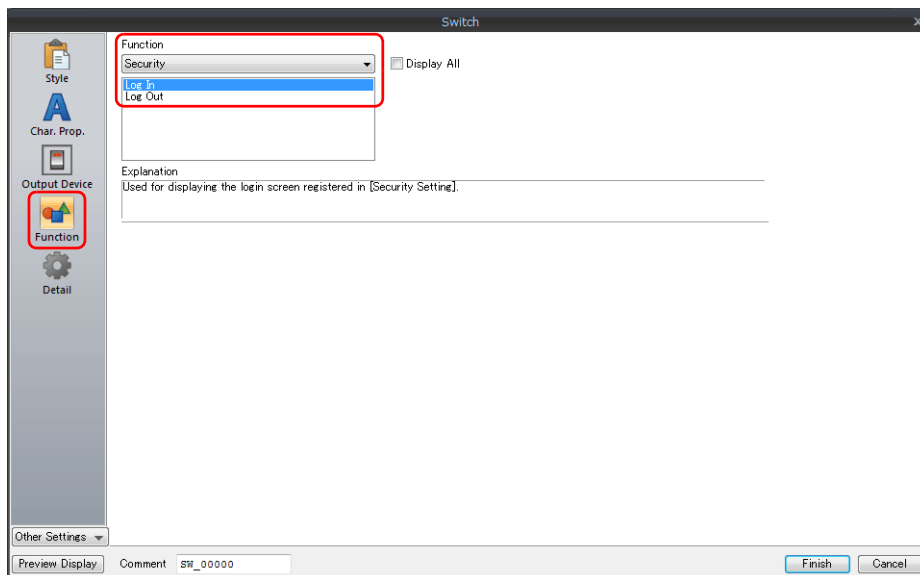 Switch
x
Style
Char. Prop.
Output Device
Function
Detail
Other Settings
Function
Security
Display All
Log In
Log Out
Explanation
Used for displaying the login screen registered in [Security Setting].
Preview Display
Comment SW_00000
Finish
Cancel